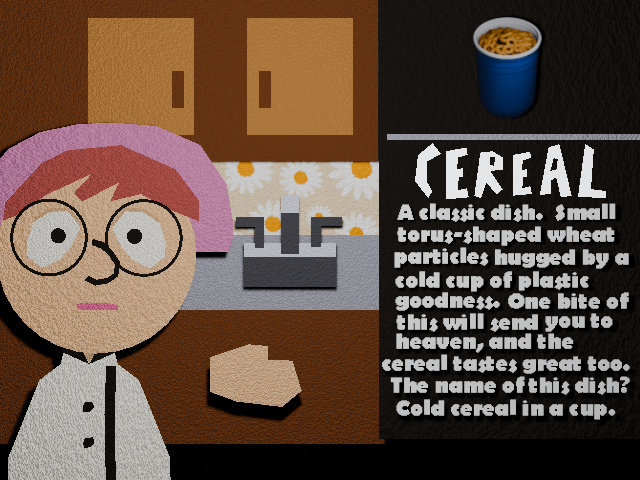 CEREAL
A classic dish. Small
torus-shaped wheat
particles hugged by a
cold cup of plastic
goodness. One bite of
this will send you to
heaven, and the
cereal tastes great too.
The name of this dish?
Cold cereal in a cup.